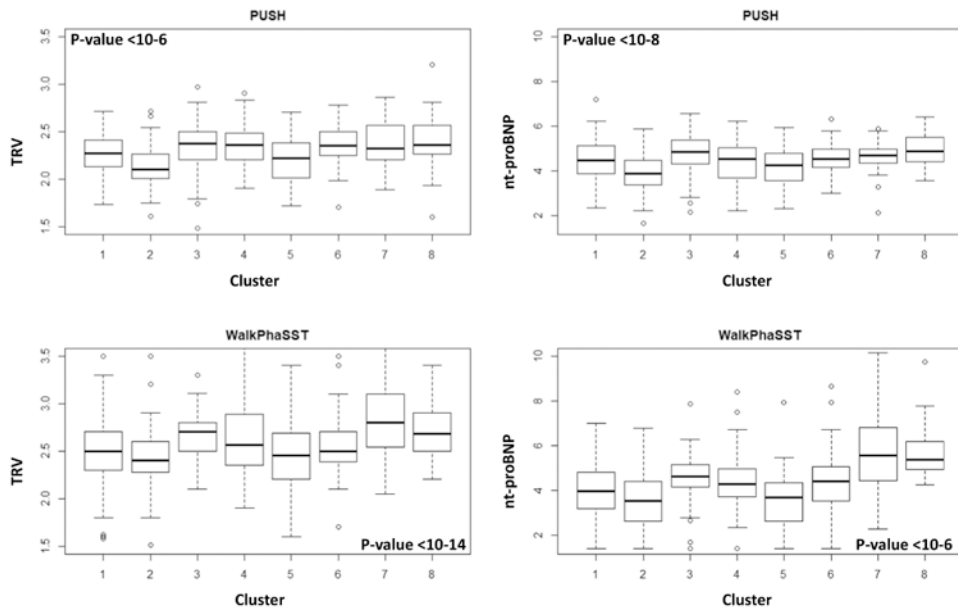 PUSH
P-value <10-6
3.5
3.0
2.5
2.0
1.5
TRV
1 2 3 4 5 6 7 8
Cluster
PUSH
P-value <10-8
10
8
6
4
2
nt-proBNP
1 2 3 4 5 6 7 8
Cluster
WalkPhaSST
3.5
3.0
2.5
2.0
1.5
TRV
P-value <10-14
1 2 3 4 5 6 7 8
Cluster
WalkPhaSST
10
8
6
4
2
nt-proBNP
P-value <10-6
1 2 3 4 5 6 7 8
Cluster